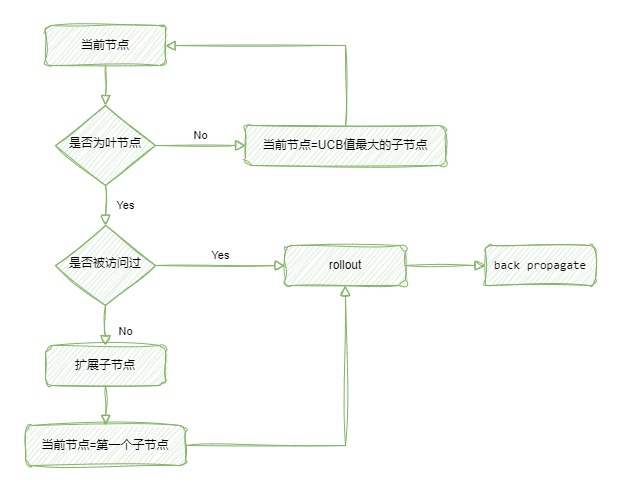 当前节点
是否为叶节点
No
当前节点=UCB值最大的子节点
Yes
是否被访问过
Yes
rollout
back propagate
No
扩展子节点
当前节点=第一个子节点